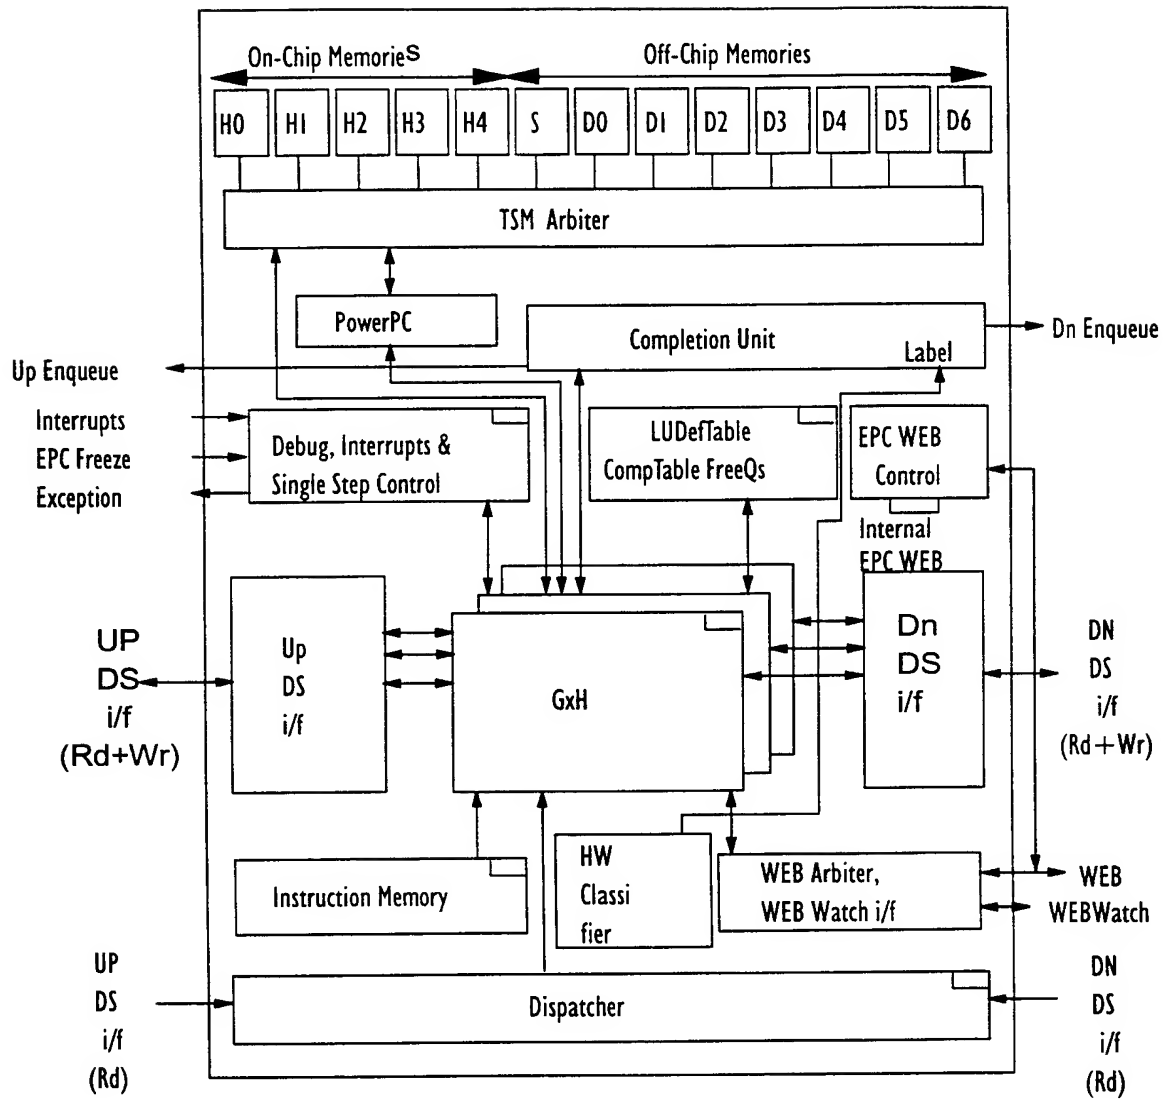 On-Chip Memories
Off-Chip Memories
H0 H1 H2 H3 H4 S D0 D1 D2 D3 D4 D5 D6
TSM Arbiter
PowerPC
Completion Unit
Label
Dn Enqueue
Up Enqueue
Interrupts
EPC Freeze
Exception
Debug, Interrupts &
Single Step Control
LUDefTable
CompTable FreeQs
EPC WEB
Control
Internal
EPC WEB
UP
DS
i/f
(Rd+Wr)
Up
DS
i/f
GxH
Dn
DS
i/f
DN
DS
i/f
(Rd+Wr)
Instruction Memory
HW
Classi
fier
WEB Arbiter,
WEB Watch i/f
WEB
WEBWatch
UP
DS
i/f
(Rd)
Dispatcher
DN
DS
i/f
(Rd)